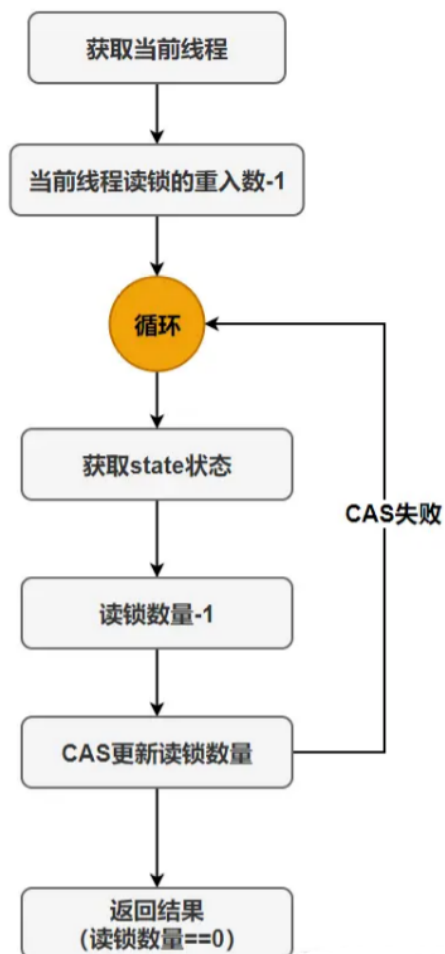 获取当前线程
当前线程读锁的重入数-1
循环
获取state状态
CAS失败
读锁数量-1
CAS更新读锁数量
返回结果
（读锁数量==0）